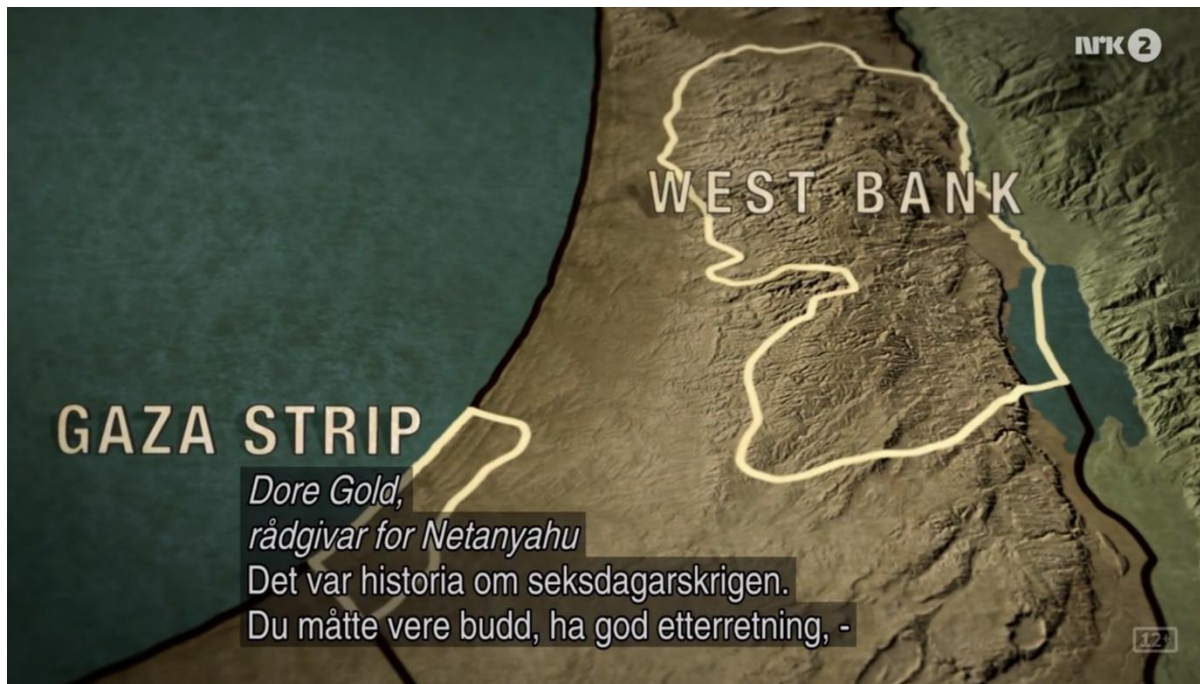 nrk 2
WEST BANK
GAZA STRIP
Dore Gold,
rådgivar for Netanyahu
Det var historia om seksdagarskrigen.
Du måtte vere budd, ha god etterretning, -
12+